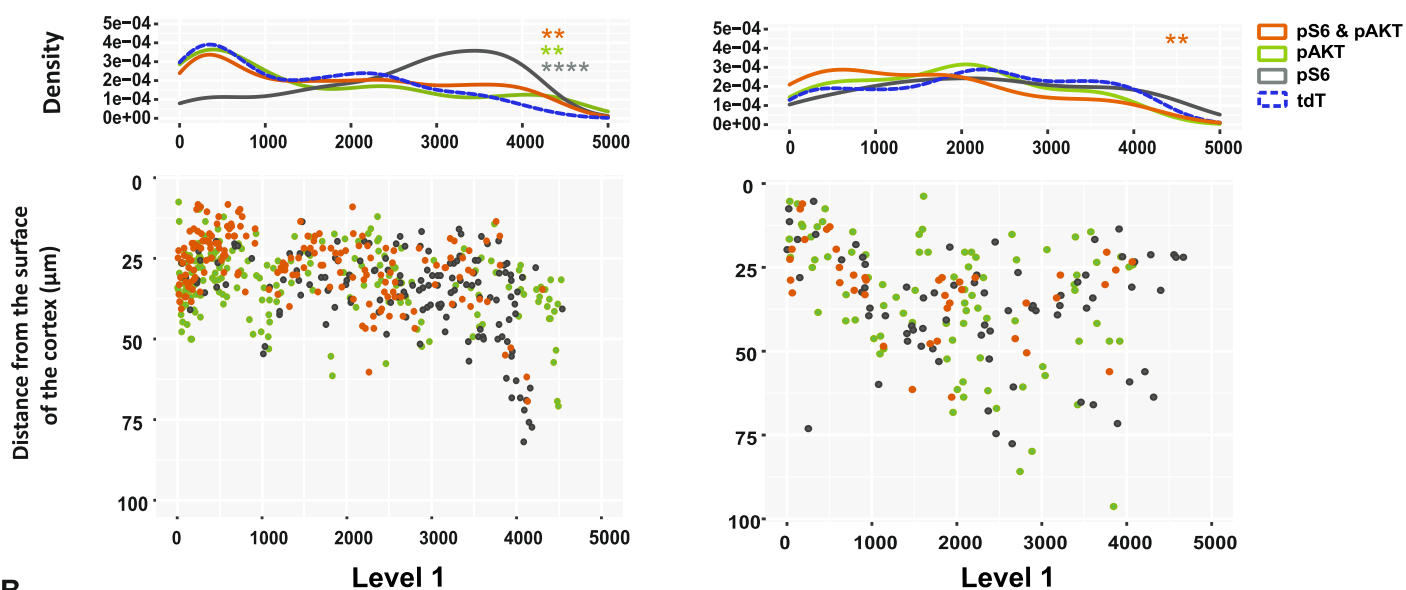 Density
5e−04
4e−04
3e−04
2e−04
1e−04
0e+00
**
**
****
0 1000 2000 3000 4000 5000
5e−04
4e−04
3e−04
2e−04
1e−04
0e+00
**
0 1000 2000 3000 4000 5000
pS6 & pAKT
pAKT
pS6
tdT
Distance from the surface
of the cortex (µm)
0
25
50
75
100
0 1000 2000 3000 4000 5000
Level 1
0
25
50
75
100
0 1000 2000 3000 4000 5000
Level 1